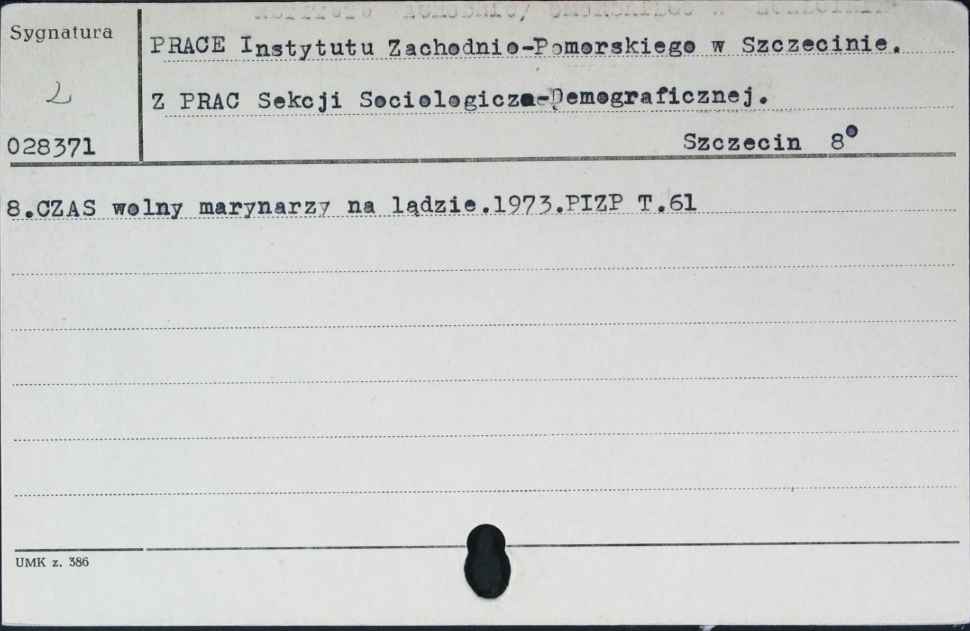 Sygnatura
PRACE Instytutu Zachodnio-Pomorskiego w Szczecinie.
2
Z PRAC Sekcji Socjologiczno-Demograficznej.
028371
Szczecin 8°
8.CZAS wolny marynarzy na lądzie.1973.PIZP T.61
UMK z. 386